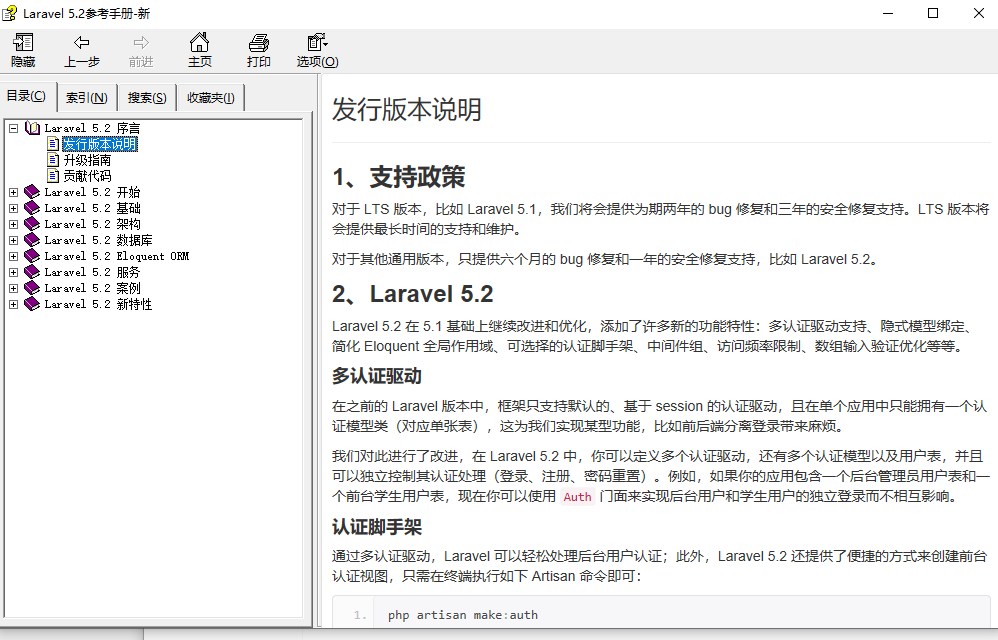 Laravel 5.2参考手册-新
隐藏 上一步 前进 主页 打印 选项(O)
目录(C) 索引(N) 搜索(S) 收藏夹(I)
Laravel 5.2 序言
发行版本说明
升级指南
贡献代码
Laravel 5.2 开始
Laravel 5.2 基础
Laravel 5.2 架构
Laravel 5.2 数据库
Laravel 5.2 Eloquent ORM
Laravel 5.2 服务
Laravel 5.2 案例
Laravel 5.2 新特性
发行版本说明
1、支持政策
对于 LTS 版本，比如 Laravel 5.1，我们将会提供为期两年的 bug 修复和三年的安全修复支持。LTS 版本将
会提供最长时间的支持和维护。
对于其他通用版本，只提供六个月的 bug 修复和一年的安全修复支持，比如 Laravel 5.2。
2、Laravel 5.2
Laravel 5.2 在 5.1 基础上继续改进和优化，添加了许多新的功能特性：多认证驱动支持、隐式模型绑定、
简化 Eloquent 全局作用域、可选择的认证脚手架、中间件组、访问频率限制、数组输入验证优化等等。
多认证驱动
在之前的 Laravel 版本中，框架只支持默认的、基于 session 的认证驱动，且在单个应用中只能拥有一个认
证模型类（对应单张表），这为我们实现某型功能，比如前后端分离登录带来麻烦。
我们对此进行了改进，在 Laravel 5.2 中，你可以定义多个认证驱动，还有多个认证模型以及用户表，并且
可以独立控制其认证处理（登录、注册、密码重置）。例如，如果你的应用包含一个后台管理员用户表和一
个前台学生用户表，现在你可以使用 Auth 门面来实现后台用户和学生用户的独立登录而不相互影响。
认证脚手架
通过多认证驱动，Laravel 可以轻松处理后台用户认证；此外，Laravel 5.2 还提供了便捷的方式来创建前台
认证视图，只需在终端执行如下 Artisan 命令即可：
1. php artisan make:auth